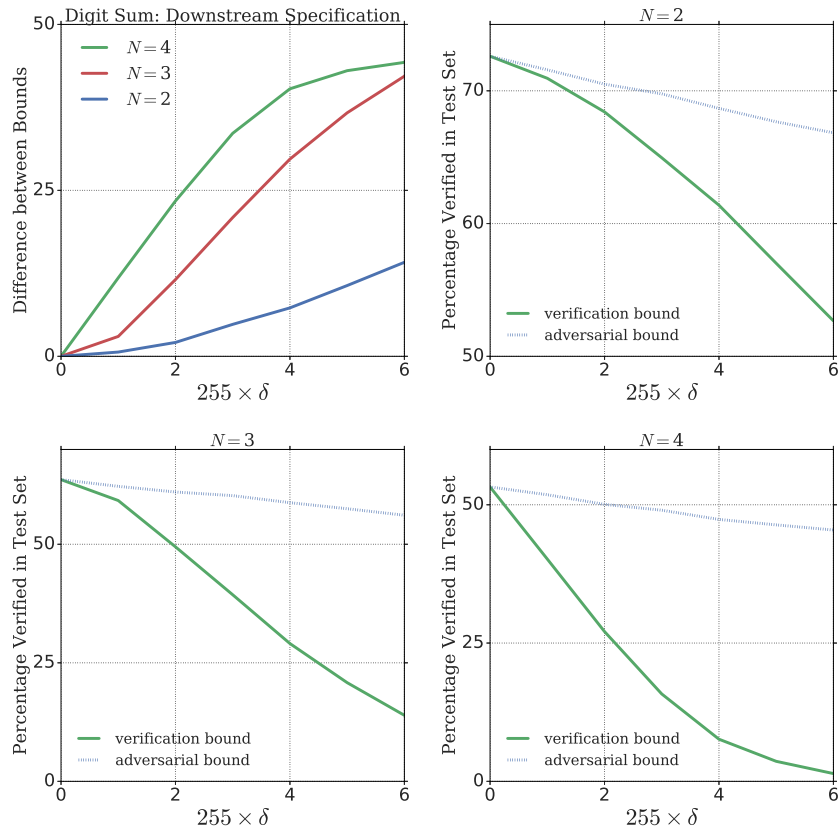 Digit Sum: Downstream Specification
50
25
0
Difference between Bounds
N = 4
N = 3
N = 2
0 2 4 6
255 × δ
N = 2
70
60
50
Percentage Verified in Test Set
verification bound
adversarial bound
0 2 4 6
255 × δ
N = 3
50
25
0
Percentage Verified in Test Set
verification bound
adversarial bound
0 2 4 6
255 × δ
N = 4
50
25
0
Percentage Verified in Test Set
verification bound
adversarial bound
0 2 4 6
255 × δ